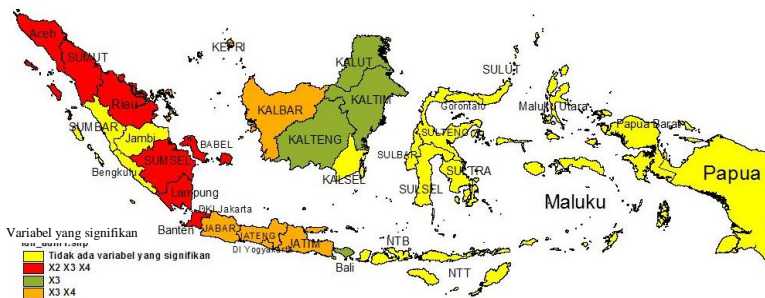 Aceh
SUMUT
KEPRI
KALUT
SULUT
Riau
KALBAR
KALTIM
Gorontalo
Maluku Utara
SUMBAR
Jambi
BABEL
KALTENG
SULTENG
Papua Barat
SUMSEL
SULBAR
Bengkulu
KALSEL
SULTRA
Papua
Lampung
SULSEL
Maluku
DKI Jakarta
Variabel yang signifikan
Banten
JABAR
JATENG
JATIM
NTB
DI Yogyakarta
Bali
NTT
Tidak ada variabel yang signifikan
X2 X3 X4
X3
X3 X4